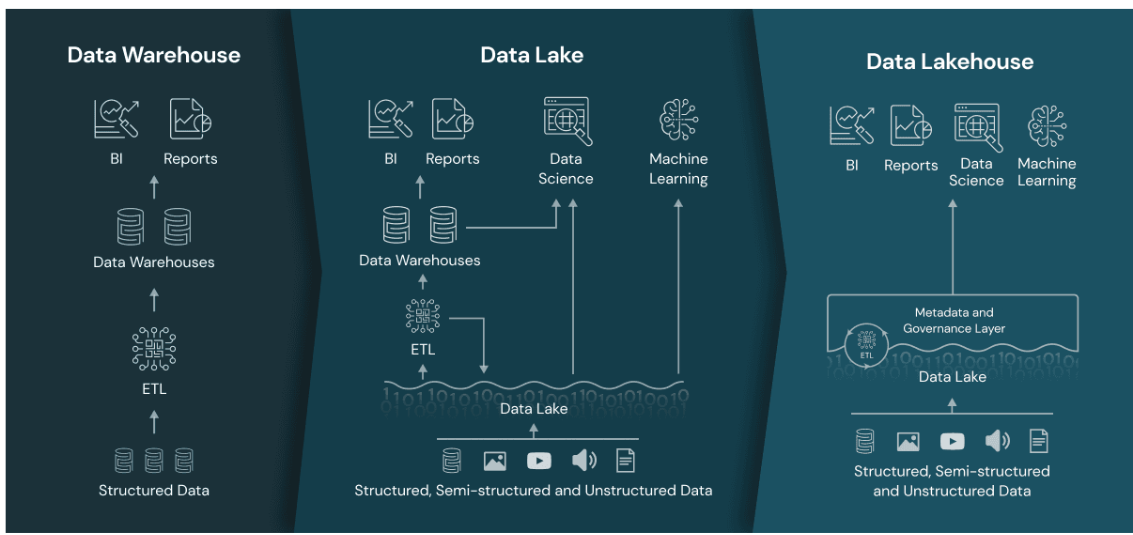 Data Warehouse
BI
Reports
Data Warehouses
ETL
Structured Data
Data Lake
BI
Reports
Data
Science
Machine
Learning
Data Warehouses
ETL
Data Lake
Structured, Semi-structured and Unstructured Data
Data Lakehouse
BI
Reports
Data
Science
Machine
Learning
Metadata and
Governance Layer
ETL
Data Lake
Structured, Semi-structured
and Unstructured Data